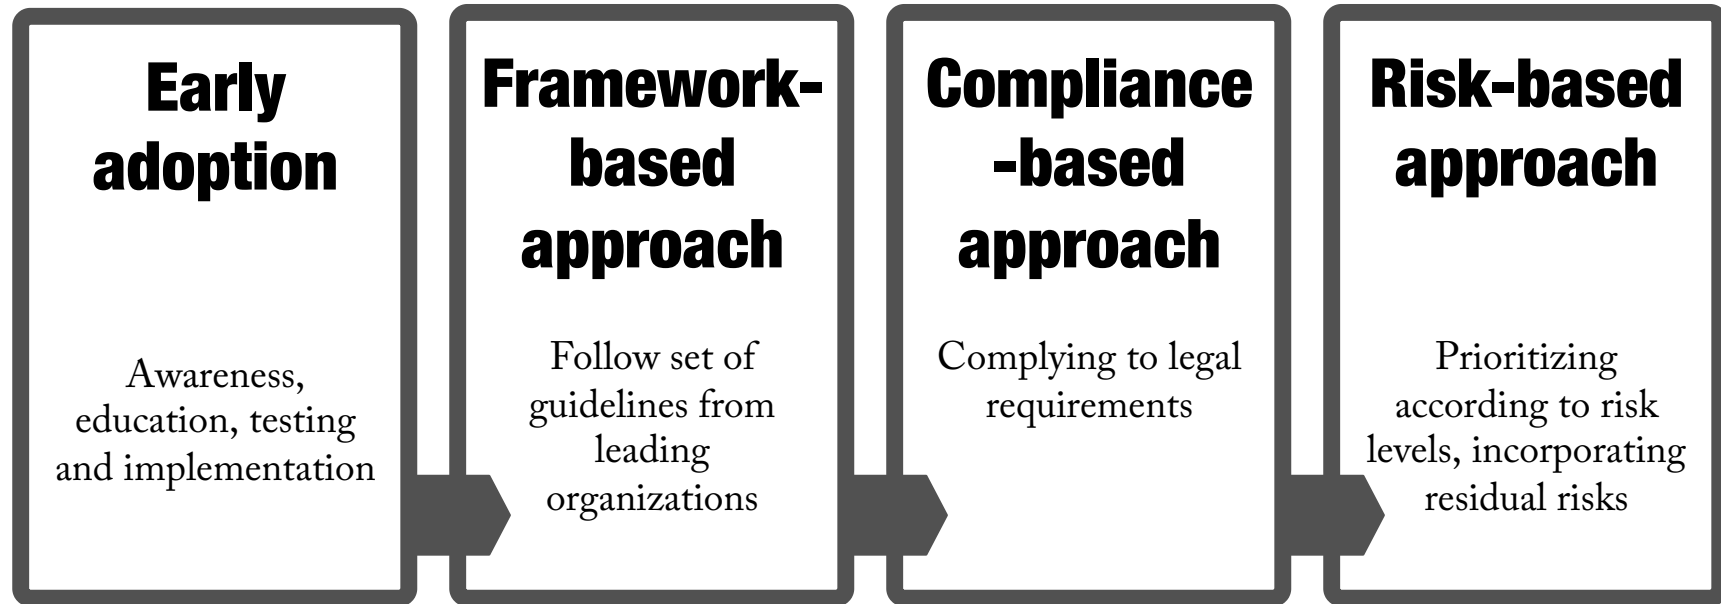 Early
adoption
Awareness,
education, testing
and implementation
Framework-
based
approach
Follow set of
guidelines from
leading
organizations
Compliance
-based
approach
Complying to legal
requirements
Risk-based
approach
Prioritizing
according to risk
levels, incorporating
residual risks